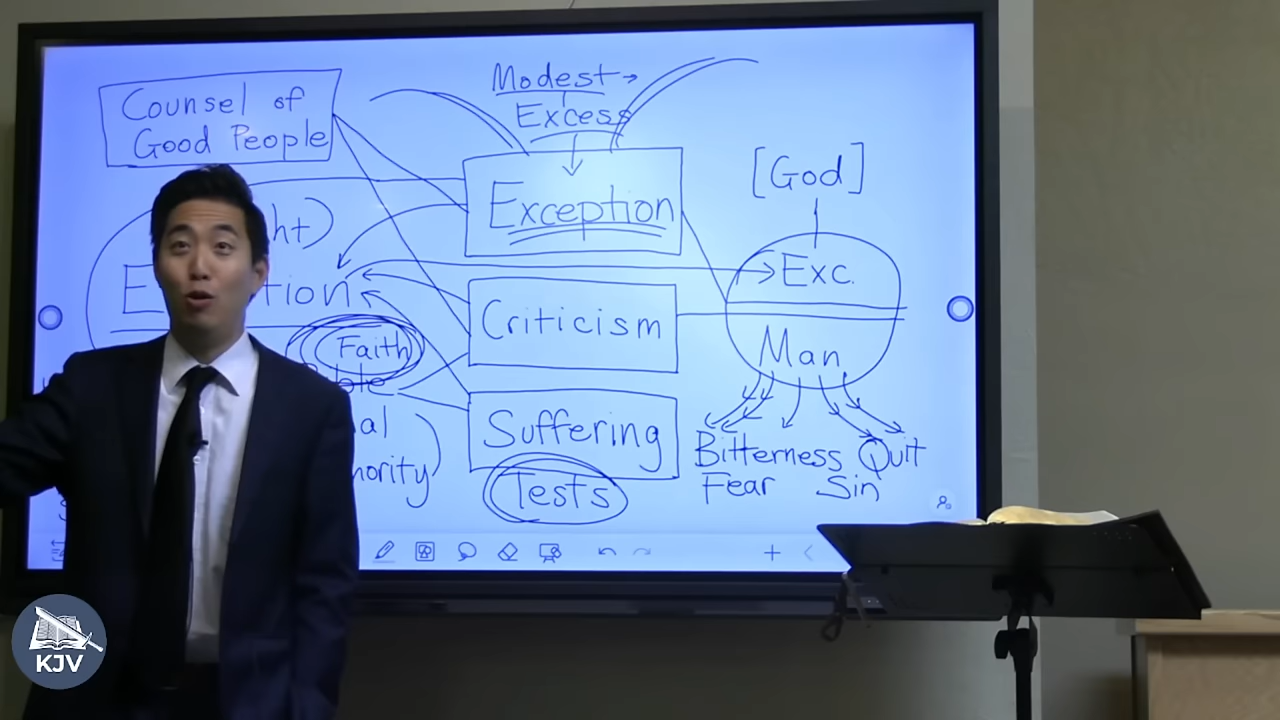 Counsel of
Good People
Modest →
Excess
Exception
[God]
Exc.
Man
Criticism
Faith
Suffering
Tests
Bitterness Quit
Fear Sin
KJV